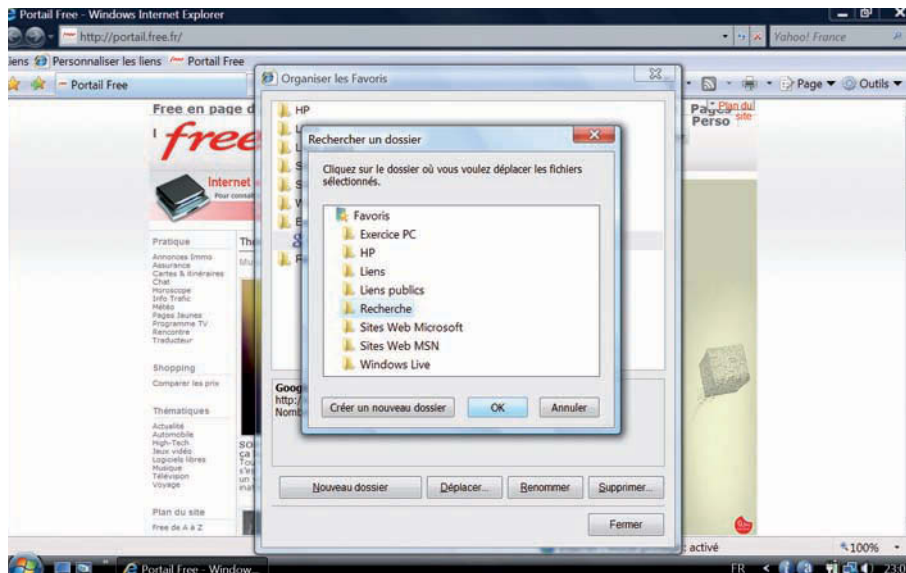 Portail Free - Windows Internet Explorer
http://portail.free.fr/
Yahoo! France
iens Personnaliser les liens Portail Free
Portail Free
Page Outils
Organiser les Favoris
Free en page d
Pages Perso
Plan du site
free
Internet
Pour
HP
Rechercher un dossier
Cliquez sur le dossier où vous voulez déplacer les fichiers
sélectionnés.
Favoris
Exercice PC
HP
Liens
Liens publics
Recherche
Sites Web Microsoft
Sites Web MSN
Windows Live
Créer un nouveau dossier
OK
Annuler
Goog
http:/
Nomb
Nouveau dossier
Déplacer...
Renommer
Supprimer...
Fermer
Pratique
Annonces Immo
Assurance
Cartes & itinéraires
Chat
Horoscope
Info Trafic
Météo
Pages Jaunes
Programme TV
Rencontre
Traducteur
Shopping
Comparer les prix
Thématiques
Actualité
Automobile
High-Tech
Jeux vidéo
Logiciels libres
Musique
Télévision
Voyage
Plan du site
Free de A à Z
: activé
100%
Portail Free - Window...
FR
23:0